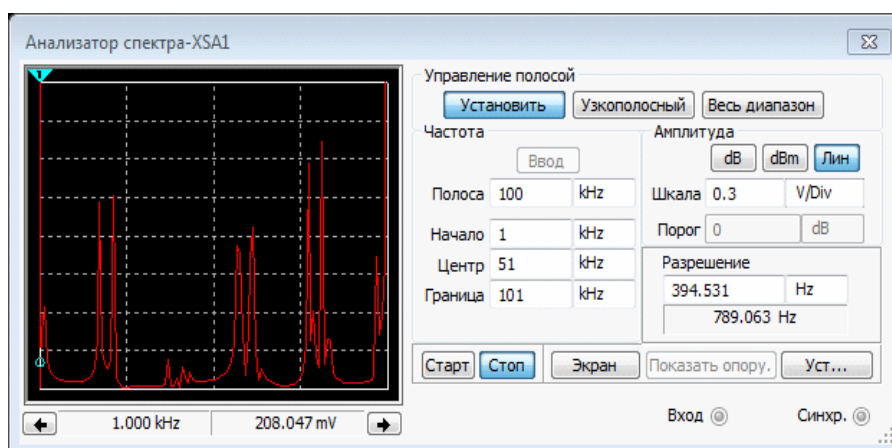 Анализатор спектра-XSA1
1
Управление полосой
Установить Узкополосный Весь диапазон
Частота
Ввод
Полоса 100 kHz
Начало 1 kHz
Центр 51 kHz
Граница 101 kHz
Амплитуда
dB dBm Лин
Шкала 0.3 V/Div
Порог 0 dB
Разрешение
394.531 Hz
789.063 Hz
Старт Стоп Экран Показать опору. Уст...
1.000 kHz 208.047 mV
Вход Синхр.